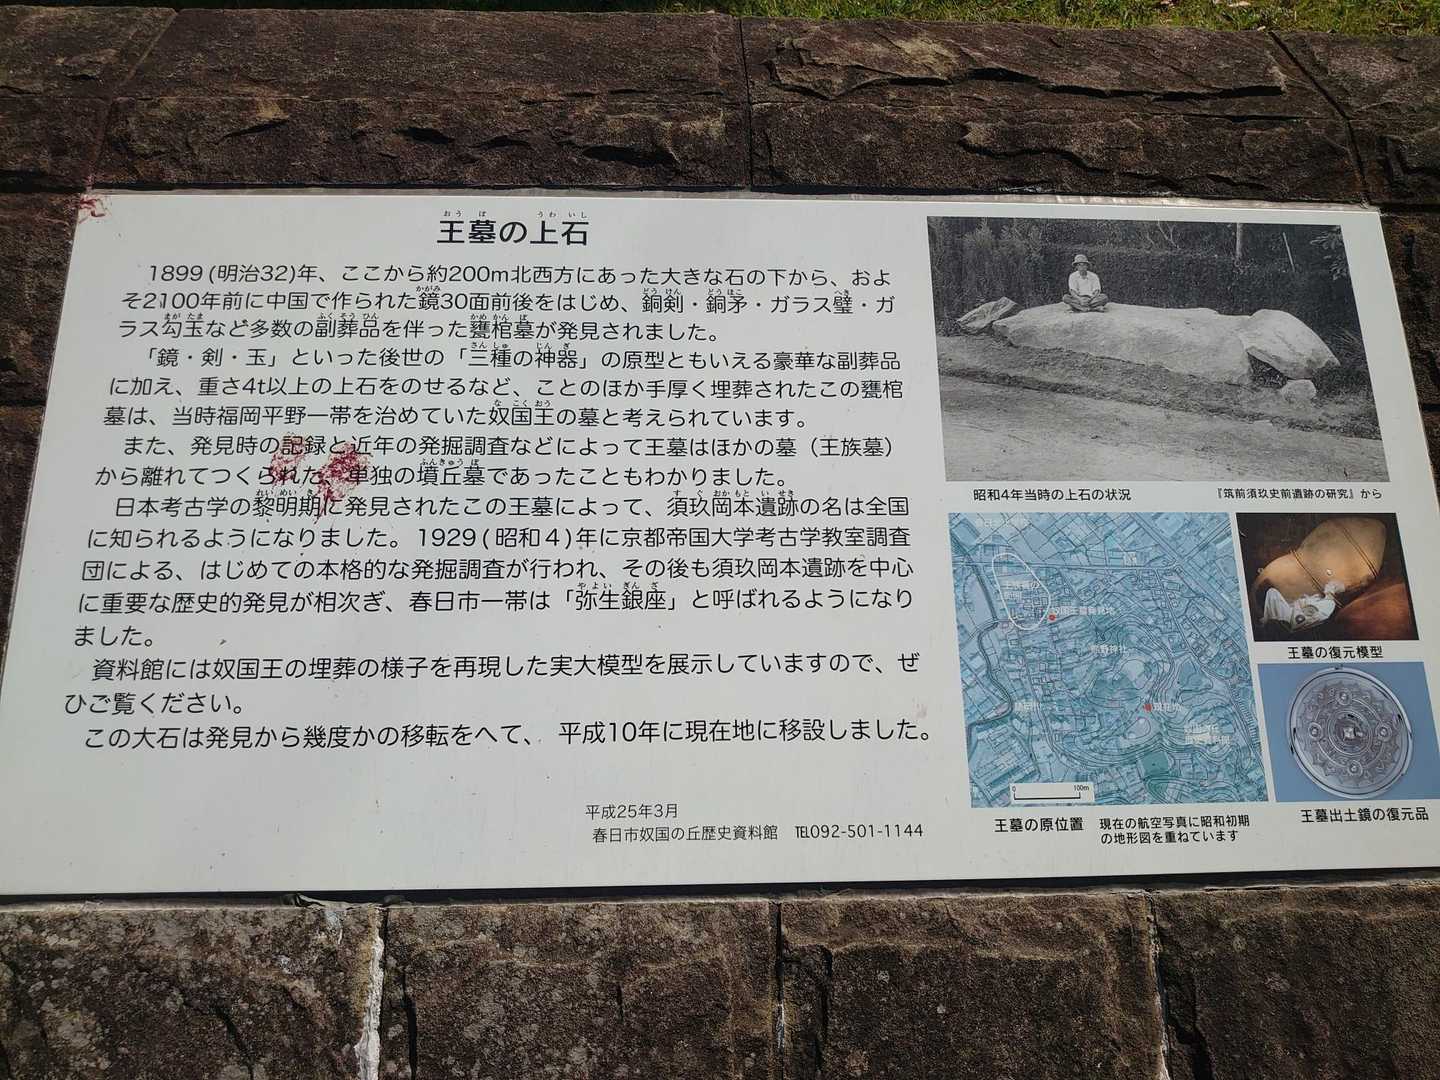 王墓の上石
1899(明治32)年、ここから約200m北西方にあった大きな石の下から、およ
そ2100年前に中国で作られた鏡30面前後をはじめ、銅剣・銅矛・ガラス璧・ガ
ラス勾玉など多数の副葬品を伴った甕棺墓が発見されました。
「鏡・剣・玉」といった後世の「三種の神器」の原型ともいえる豪華な副葬品
に加え、重さ4t以上の上石をのせるなど、ことのほか手厚く埋葬されたこの甕棺
墓は、当時福岡平野一帯を治めていた奴国王の墓と考えられています。
また、発見時の記録と近年の発掘調査などによって王墓はほかの墓（王族墓）
から離れてつくられた、単独の墳丘墓であったこともわかりました。
日本考古学の黎明期に発見されたこの王墓によって、須玖岡本遺跡の名は全国
に知られるようになりました。1929(昭和4)年に京都帝国大学考古学教室調査
団による、はじめての本格的な発掘調査が行われ、その後も須玖岡本遺跡を中心
に重要な歴史的発見が相次ぎ、春日市一帯は「弥生銀座」と呼ばれるようになり
ました。
資料館には奴国王の埋葬の様子を再現した実大模型を展示していますので、ぜ
ひご覧ください。
この大石は発見から幾度かの移転をへて、平成10年に現在地に移設しました。
平成25年3月
春日市奴国の丘歴史資料館 ℡092-501-1144
昭和4年当時の上石の状況 『筑前須玖史前遺跡の研究』から
奴国王墓発見地
熊野神社
現在地
0 100m
王墓の原位置 現在の航空写真に昭和初期
の地形図を重ねています
王墓の復元模型
王墓出土鏡の復元品